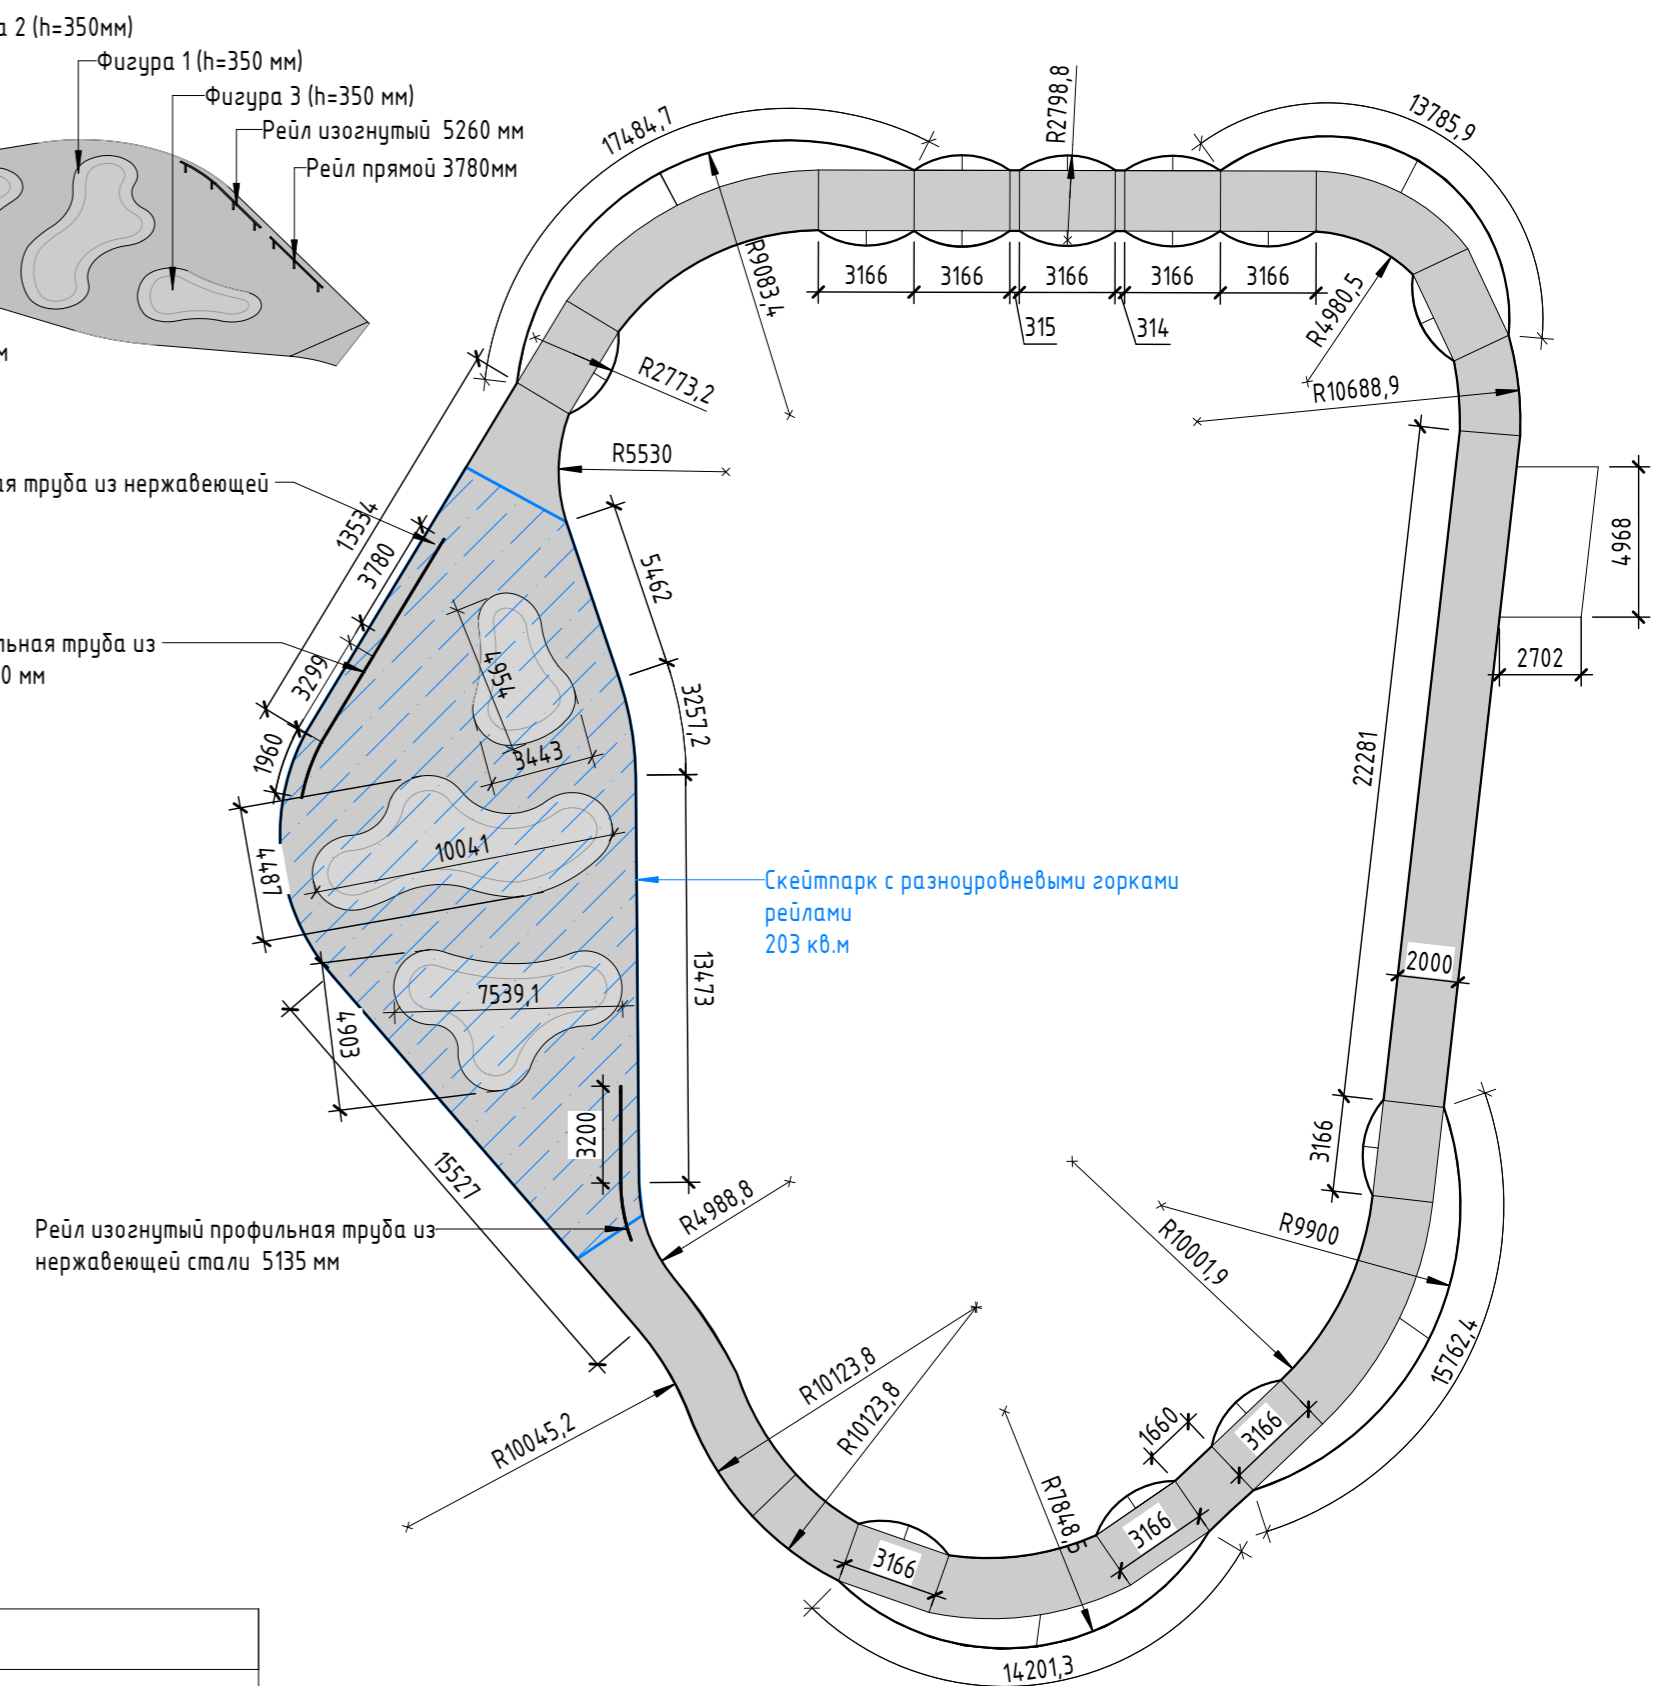 а 2 (h=350мм)
Фигура 1 (h=350 мм)
Фигура 3 (h=350 мм)
Рейл изогнутый 5260 мм
Рейл прямой 3780мм
м
17484,7
R2798,8
13785,9
R9083,4
3166
3166
3166
3166
3166
315
314
R4980,5
R2773,2
R10688,9
R5530
ая труба из нержавеющей
13534
3780
5462
4968
льная труба из
0 мм
3299
4954
2702
1960
3443
3257,2
22281
4487
10041
Скейтпарк с разноуровневыми горками
рейлами
203 кв.м
2000
7539,1
13473
4903
3200
3166
15527
R4988,8
Рейл изогнутый профильная труба из
нержавеющей стали 5135 мм
R9900
R10001,9
R10123,8
R10123,8
15762,4
R10045,2
1660
3166
R7848,5
3166
3166
14201,3